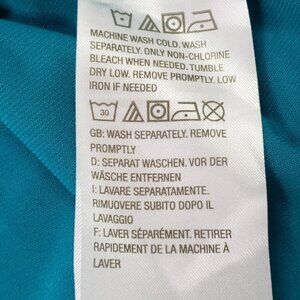 MACHINE WASH COLD. WASH
SEPARATELY. ONLY NON-CHLORINE
BLEACH WHEN NEEDED. TUMBLE
DRY LOW. REMOVE PROMPTLY. LOW
IRON IF NEEDED
30
GB: WASH SEPARATELY. REMOVE
PROMPTLY
D: SEPARAT WASCHEN. VOR DER
WÄSCHE ENTFERNEN
I: LAVARE SEPARATAMENTE.
RIMUOVERE SUBITO DOPO IL
LAVAGGIO
F: LAVER SÉPARÉMENT. RETIRER
RAPIDEMENT DE LA MACHINE À
LAVER